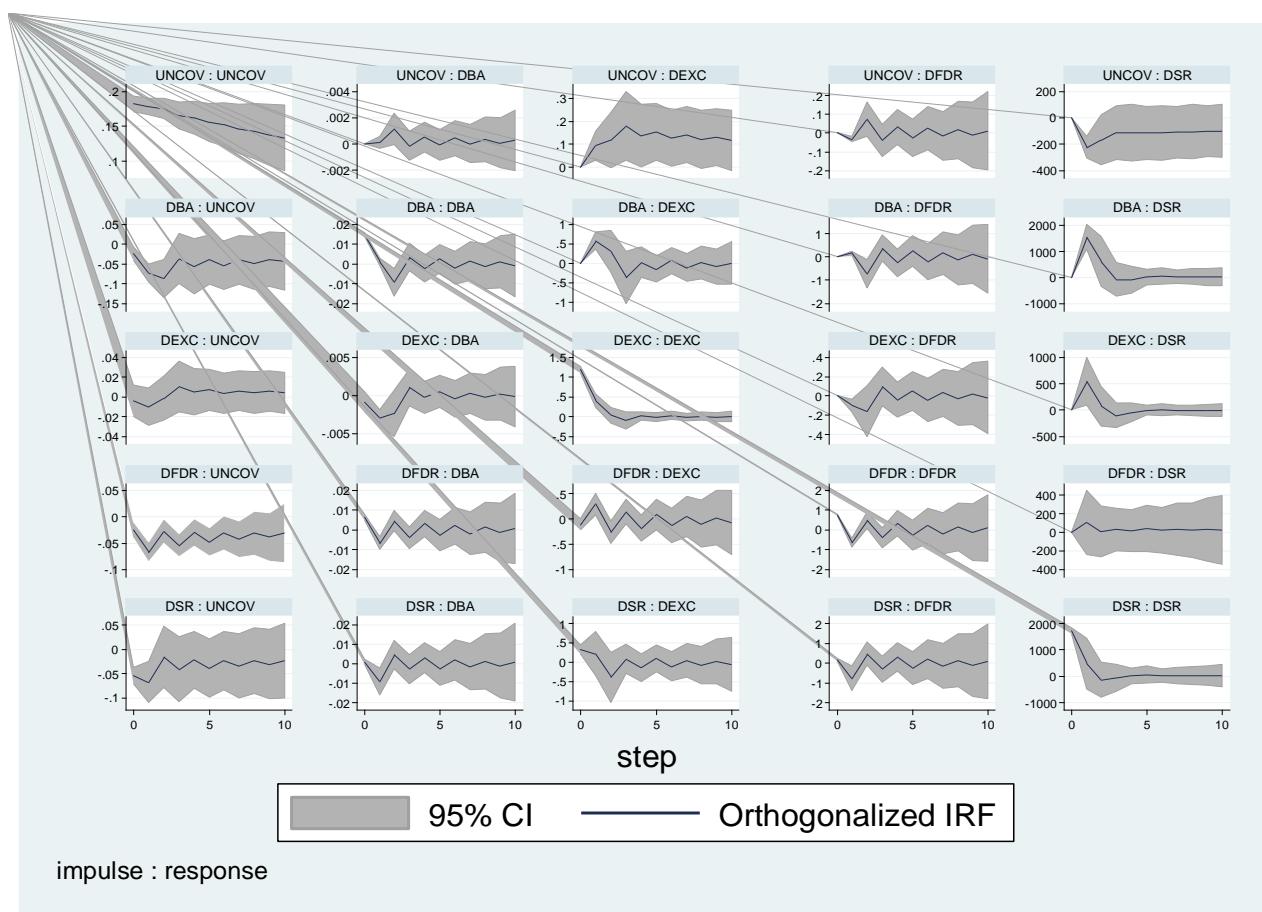 UNCOV : UNCOV UNCOV : DBA UNCOV : DEXC UNCOV : DFDR UNCOV : DSR
.2 .004 .3 .2 200
.15 .002 .2 .1 0
.1 0 .1 0 -200
-.002 0 -.1 -400
-.2
DBA : UNCOV DBA : DBA DBA : DEXC DBA : DFDR DBA : DSR
.05 .02 1 1 2000
0 .01 .5 0 1000
-.05 0 0 -1 0
-.1 -.01 -.5 -2 -1000
-.15 -.02 -1
DEXC : UNCOV DEXC : DBA DEXC : DEXC DEXC : DFDR DEXC : DSR
.04 .005 1.5 .4 1000
.02 0 1 .2 500
0 -.005 .5 0 0
-.02 0 -.2 -500
-.04 -.5 -.4
DFDR : UNCOV DFDR : DBA DFDR : DEXC DFDR : DFDR DFDR : DSR
.05 .02 .5 2 400
0 .01 0 1 200
-.05 0 -.5 0 0
-.1 -.01 -1 -1 -200
-.02 -2 -400
DSR : UNCOV DSR : DBA DSR : DEXC DSR : DFDR DSR : DSR
.05 .02 1 2 2000
0 .01 .5 1 1000
-.05 0 0 0 0
-.1 -.01 -.5 -1 -1000
-.02 -1 -2
0 5 10 0 5 10 0 5 10 0 5 10 0 5 10
step
95% CI Orthogonalized IRF
impulse : response